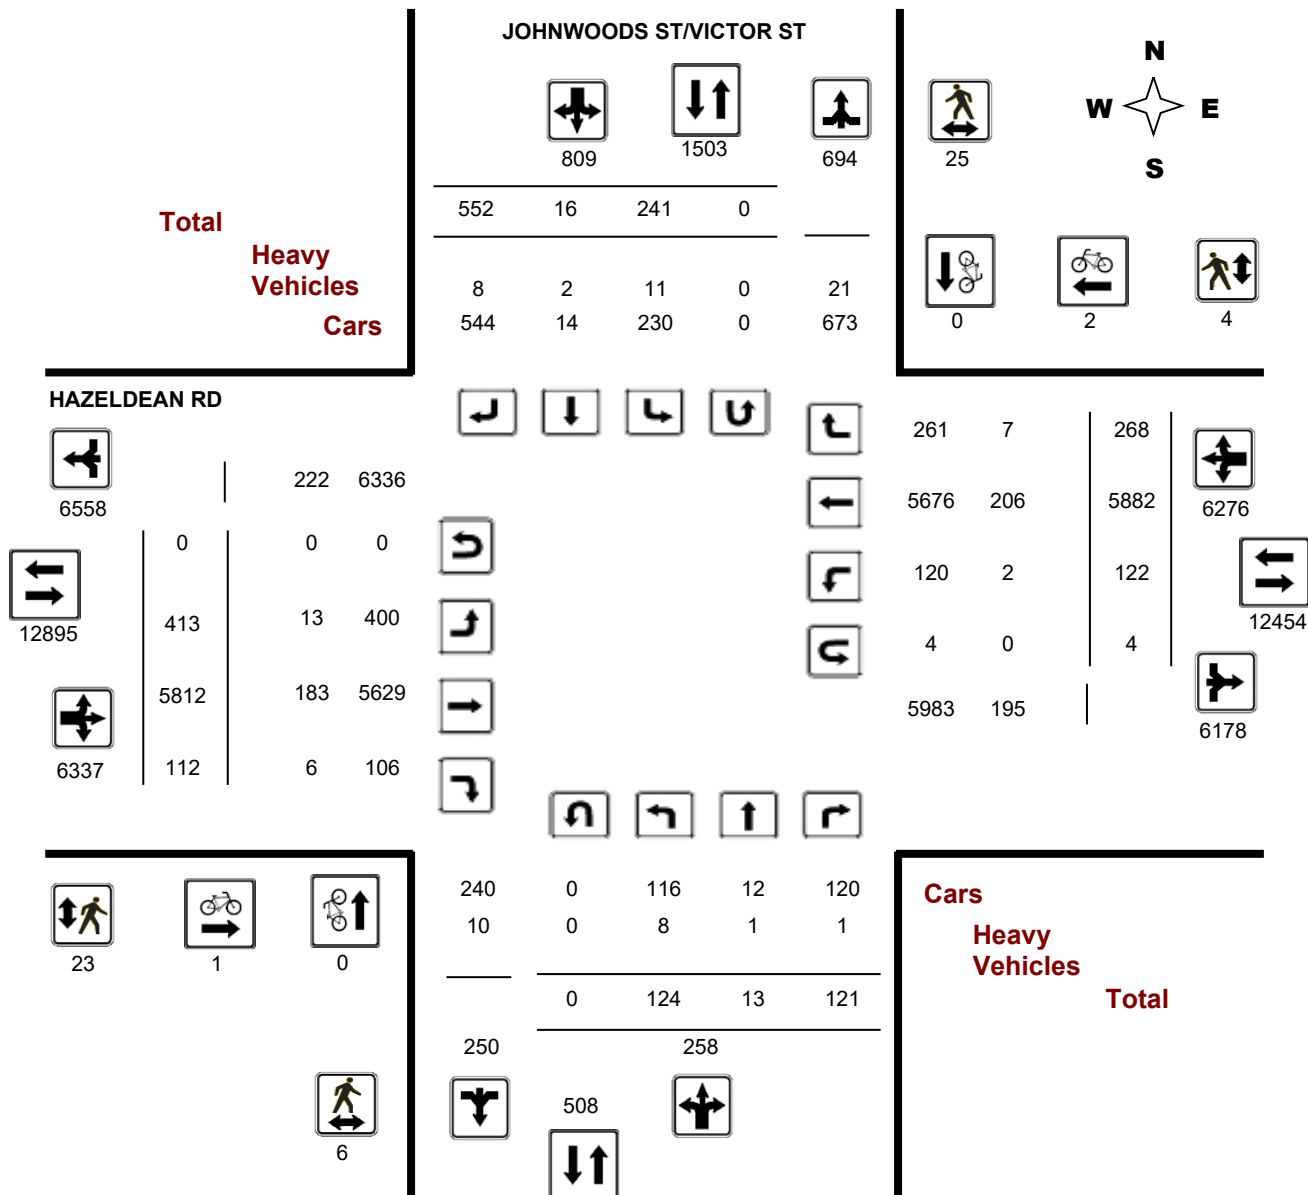 JOHNWOODS ST/VICTOR ST
N
W E
S
809 1503 694 25
552 16 241 0
Total
Heavy
Vehicles
8 2 11 0 21
Cars
544 14 230 0 673
0 2 4
HAZELDEAN RD
6558
222 6336
0 0 0
12895
413 13 400
5812 183 5629
6337
112 6 106
261 7 268
6276
5676 206 5882
120 2 122
12454
4 0 4
5983 195
6178
240 0 116 12 120
10 0 8 1 1
0 124 13 121
250 258
508
Cars
Heavy
Vehicles
Total
23 1 0
6